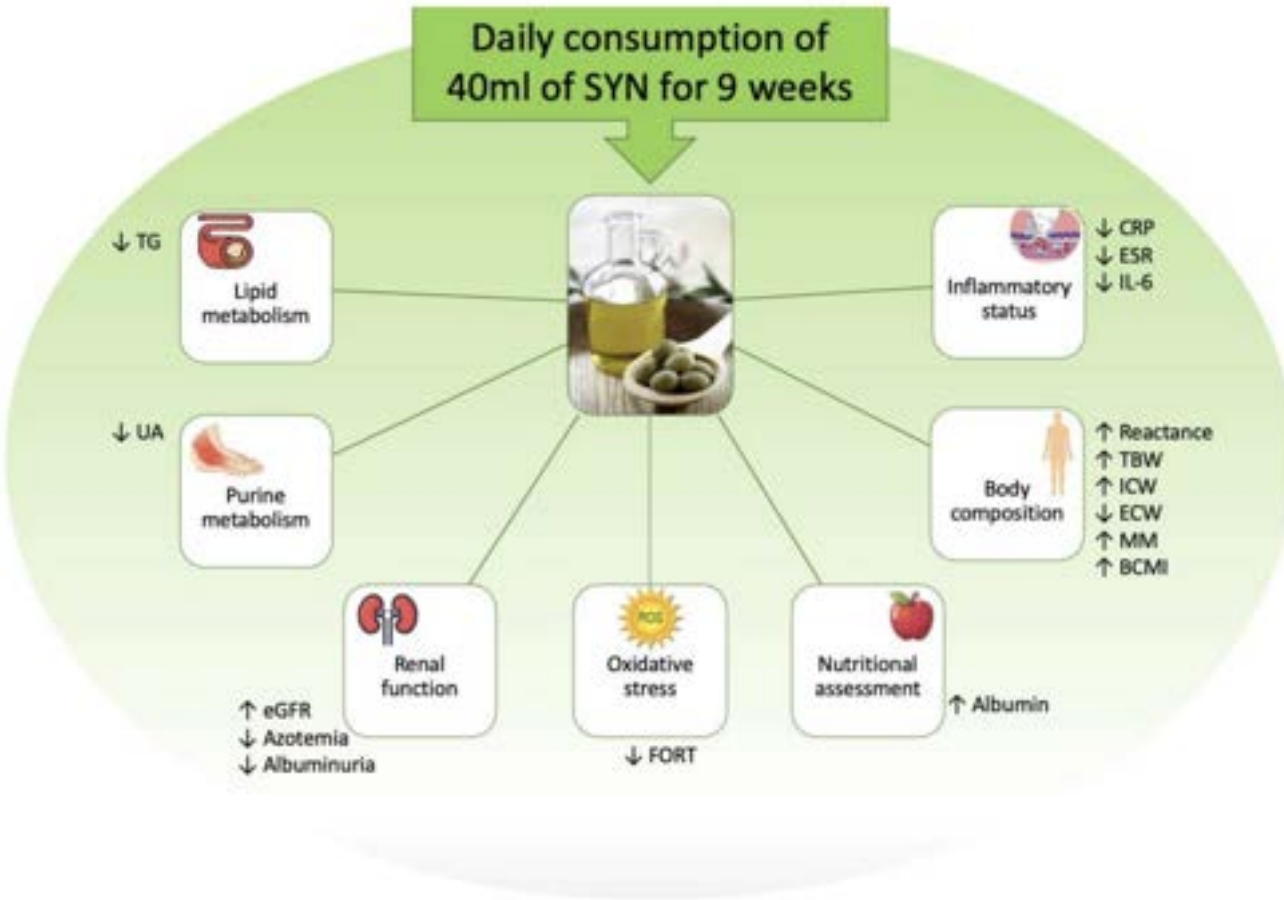 Daily consumption of
40ml of SYN for 9 weeks
↓ TG
Lipid
metabolism
↓ CRP
↓ ESR
↓ IL-6
Inflammatory
status
↓ UA
Purine
metabolism
↑ Reactance
↑ TBW
↑ ICW
↓ ECW
↑ MM
↑ BCMI
Body
composition
Renal
function
↑ eGFR
↓ Azotemia
↓ Albuminuria
ROS
Oxidative
stress
↓ FORT
Nutritional
assessment
↑ Albumin